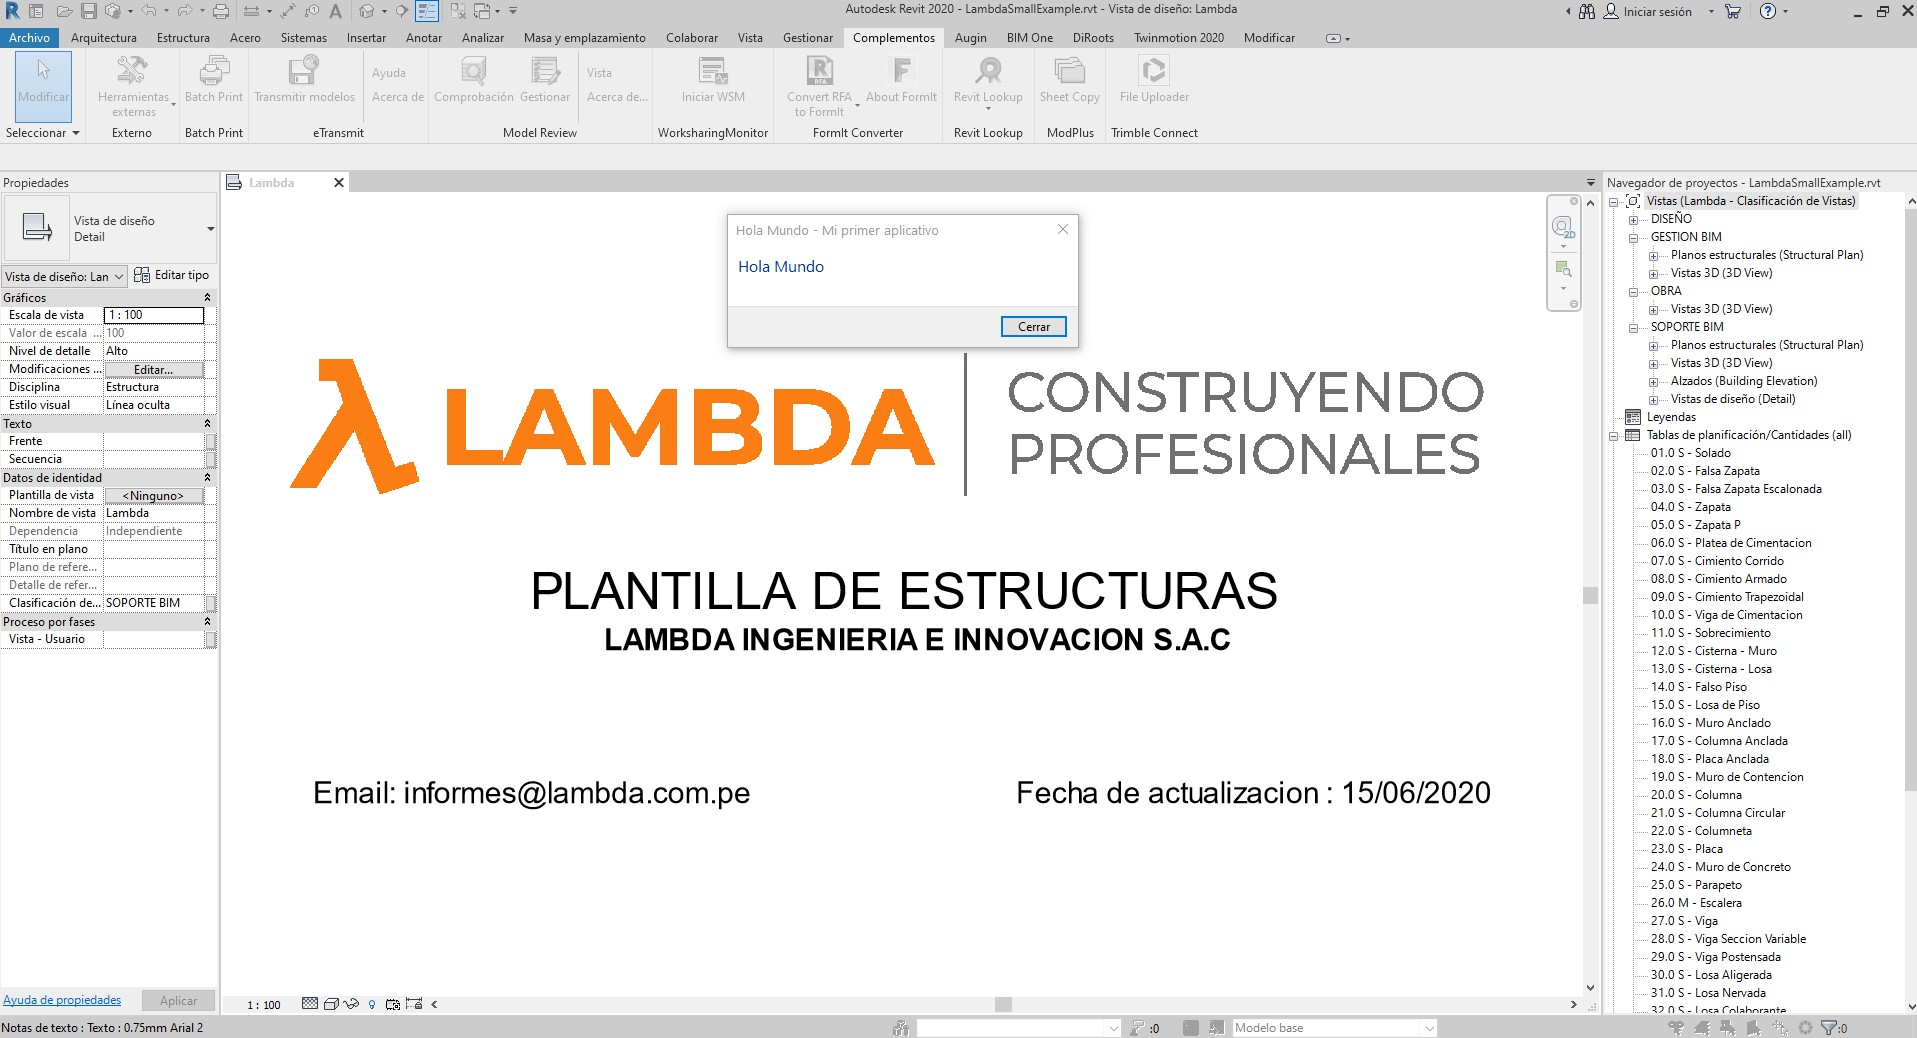 Autodesk Revit 2020 - LambdaSmallExample.rvt - Vista de diseño: Lambda
Iniciar sesión
Archivo Arquitectura Estructura Acero Sistemas Insertar Anotar Analizar Masa y emplazamiento Colaborar Vista Gestionar Complementos Augin BIM One DiRoots Twinmotion 2020 Modificar
Modificar
Herramientas externas
Batch Print
Transmitir modelos
Ayuda
Acerca de
Comprobación
Gestionar
Vista
Acerca de...
Iniciar WSM
Convert RFA to FormIt
About FormIt
Revit Lookup
Sheet Copy
File Uploader
Seleccionar Externo Batch Print eTransmit Model Review WorksharingMonitor FormIt Converter Revit Lookup ModPlus Trimble Connect
Propiedades
Vista de diseño
Detail
Vista de diseño: Lan Editar tipo
Gráficos
Escala de vista 1 : 100
Valor de escala ... 100
Nivel de detalle Alto
Modificaciones ... Editar...
Disciplina Estructura
Estilo visual Línea oculta
Texto
Frente
Secuencia
Datos de identidad
Plantilla de vista <Ninguno>
Nombre de vista Lambda
Dependencia Independiente
Título en plano
Plano de refere...
Detalle de refer...
Clasificación de... SOPORTE BIM
Proceso por fases
Vista - Usuario
Ayuda de propiedades Aplicar
Lambda
Hola Mundo - Mi primer aplicativo
Hola Mundo
Cerrar
2D
LAMBDA
CONSTRUYENDO
PROFESIONALES
PLANTILLA DE ESTRUCTURAS
LAMBDA INGENIERIA E INNOVACION S.A.C
Email: informes@lambda.com.pe
Fecha de actualizacion : 15/06/2020
1 : 100
Navegador de proyectos - LambdaSmallExample.rvt
Vistas (Lambda - Clasificación de Vistas)
DISEÑO
GESTION BIM
Planos estructurales (Structural Plan)
Vistas 3D (3D View)
OBRA
Vistas 3D (3D View)
SOPORTE BIM
Planos estructurales (Structural Plan)
Vistas 3D (3D View)
Alzados (Building Elevation)
Vistas de diseño (Detail)
Leyendas
Tablas de planificación/Cantidades (all)
01.0 S - Solado
02.0 S - Falsa Zapata
03.0 S - Falsa Zapata Escalonada
04.0 S - Zapata
05.0 S - Zapata P
06.0 S - Platea de Cimentacion
07.0 S - Cimiento Corrido
08.0 S - Cimiento Armado
09.0 S - Cimiento Trapezoidal
10.0 S - Viga de Cimentacion
11.0 S - Sobrecimiento
12.0 S - Cisterna - Muro
13.0 S - Cisterna - Losa
14.0 S - Falso Piso
15.0 S - Losa de Piso
16.0 S - Muro Anclado
17.0 S - Columna Anclada
18.0 S - Placa Anclada
19.0 S - Muro de Contencion
20.0 S - Columna
21.0 S - Columna Circular
22.0 S - Columneta
23.0 S - Placa
24.0 S - Muro de Concreto
25.0 S - Parapeto
26.0 M - Escalera
27.0 S - Viga
28.0 S - Viga Seccion Variable
29.0 S - Viga Postensada
30.0 S - Losa Aligerada
31.0 S - Losa Nervada
32.0 S - Losa Colaborante
Notas de texto : Texto : 0.75mm Arial 2
:0
Modelo base
:0